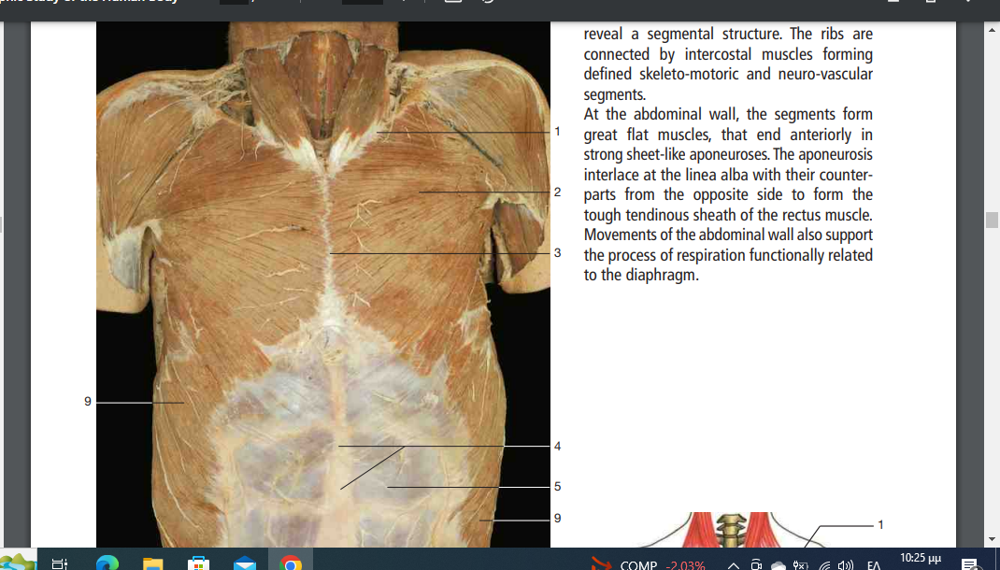 reveal a segmental structure. The ribs are
connected by intercostal muscles forming
defined skeleto-motoric and neuro-vascular
segments.
At the abdominal wall, the segments form
great flat muscles, that end anteriorly in
strong sheet-like aponeuroses. The aponeurosis
interlace at the linea alba with their counter-
parts from the opposite side to form the
tough tendinous sheath of the rectus muscle.
Movements of the abdominal wall also support
the process of respiration functionally related
to the diaphragm.
1
2
3
9
4
5
9
1
COMP -2.03%
ΕΛ
10:25 μμ